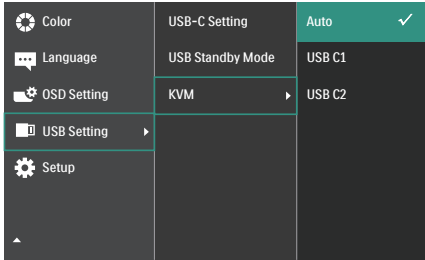 Color
Language
OSD Setting
USB Setting
Setup
USB-C Setting
USB Standby Mode
KVM
Auto
USB C1
USB C2